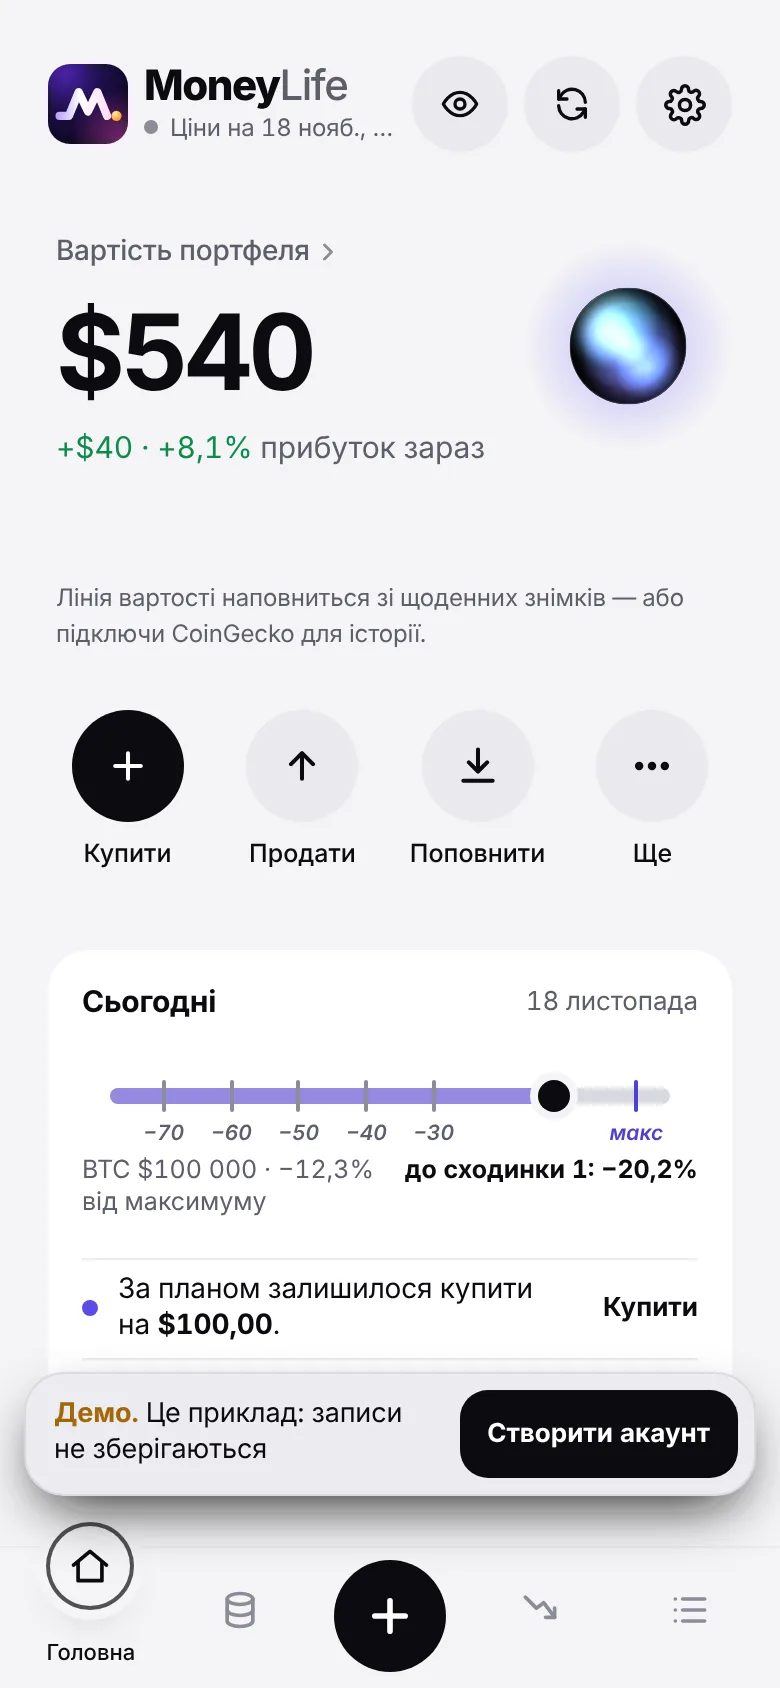 MoneyLife
Ціни на 18 нояб., ...
Вартість портфеля
$540
+$40 · +8,1% прибуток зараз
Лінія вартості наповниться зі щоденних знімків — або
підключи CoinGecko для історії.
Купити
Продати
Поповнити
Ще
Сьогодні
18 листопада
−70
−60
−50
−40
−30
макс
BTC $100 000 · −12,3%
від максимуму
до сходинки 1: −20,2%
За планом залишилося купити
на $100,00.
Купити
Демо. Це приклад: записи
не зберігаються
Створити акаунт
Головна